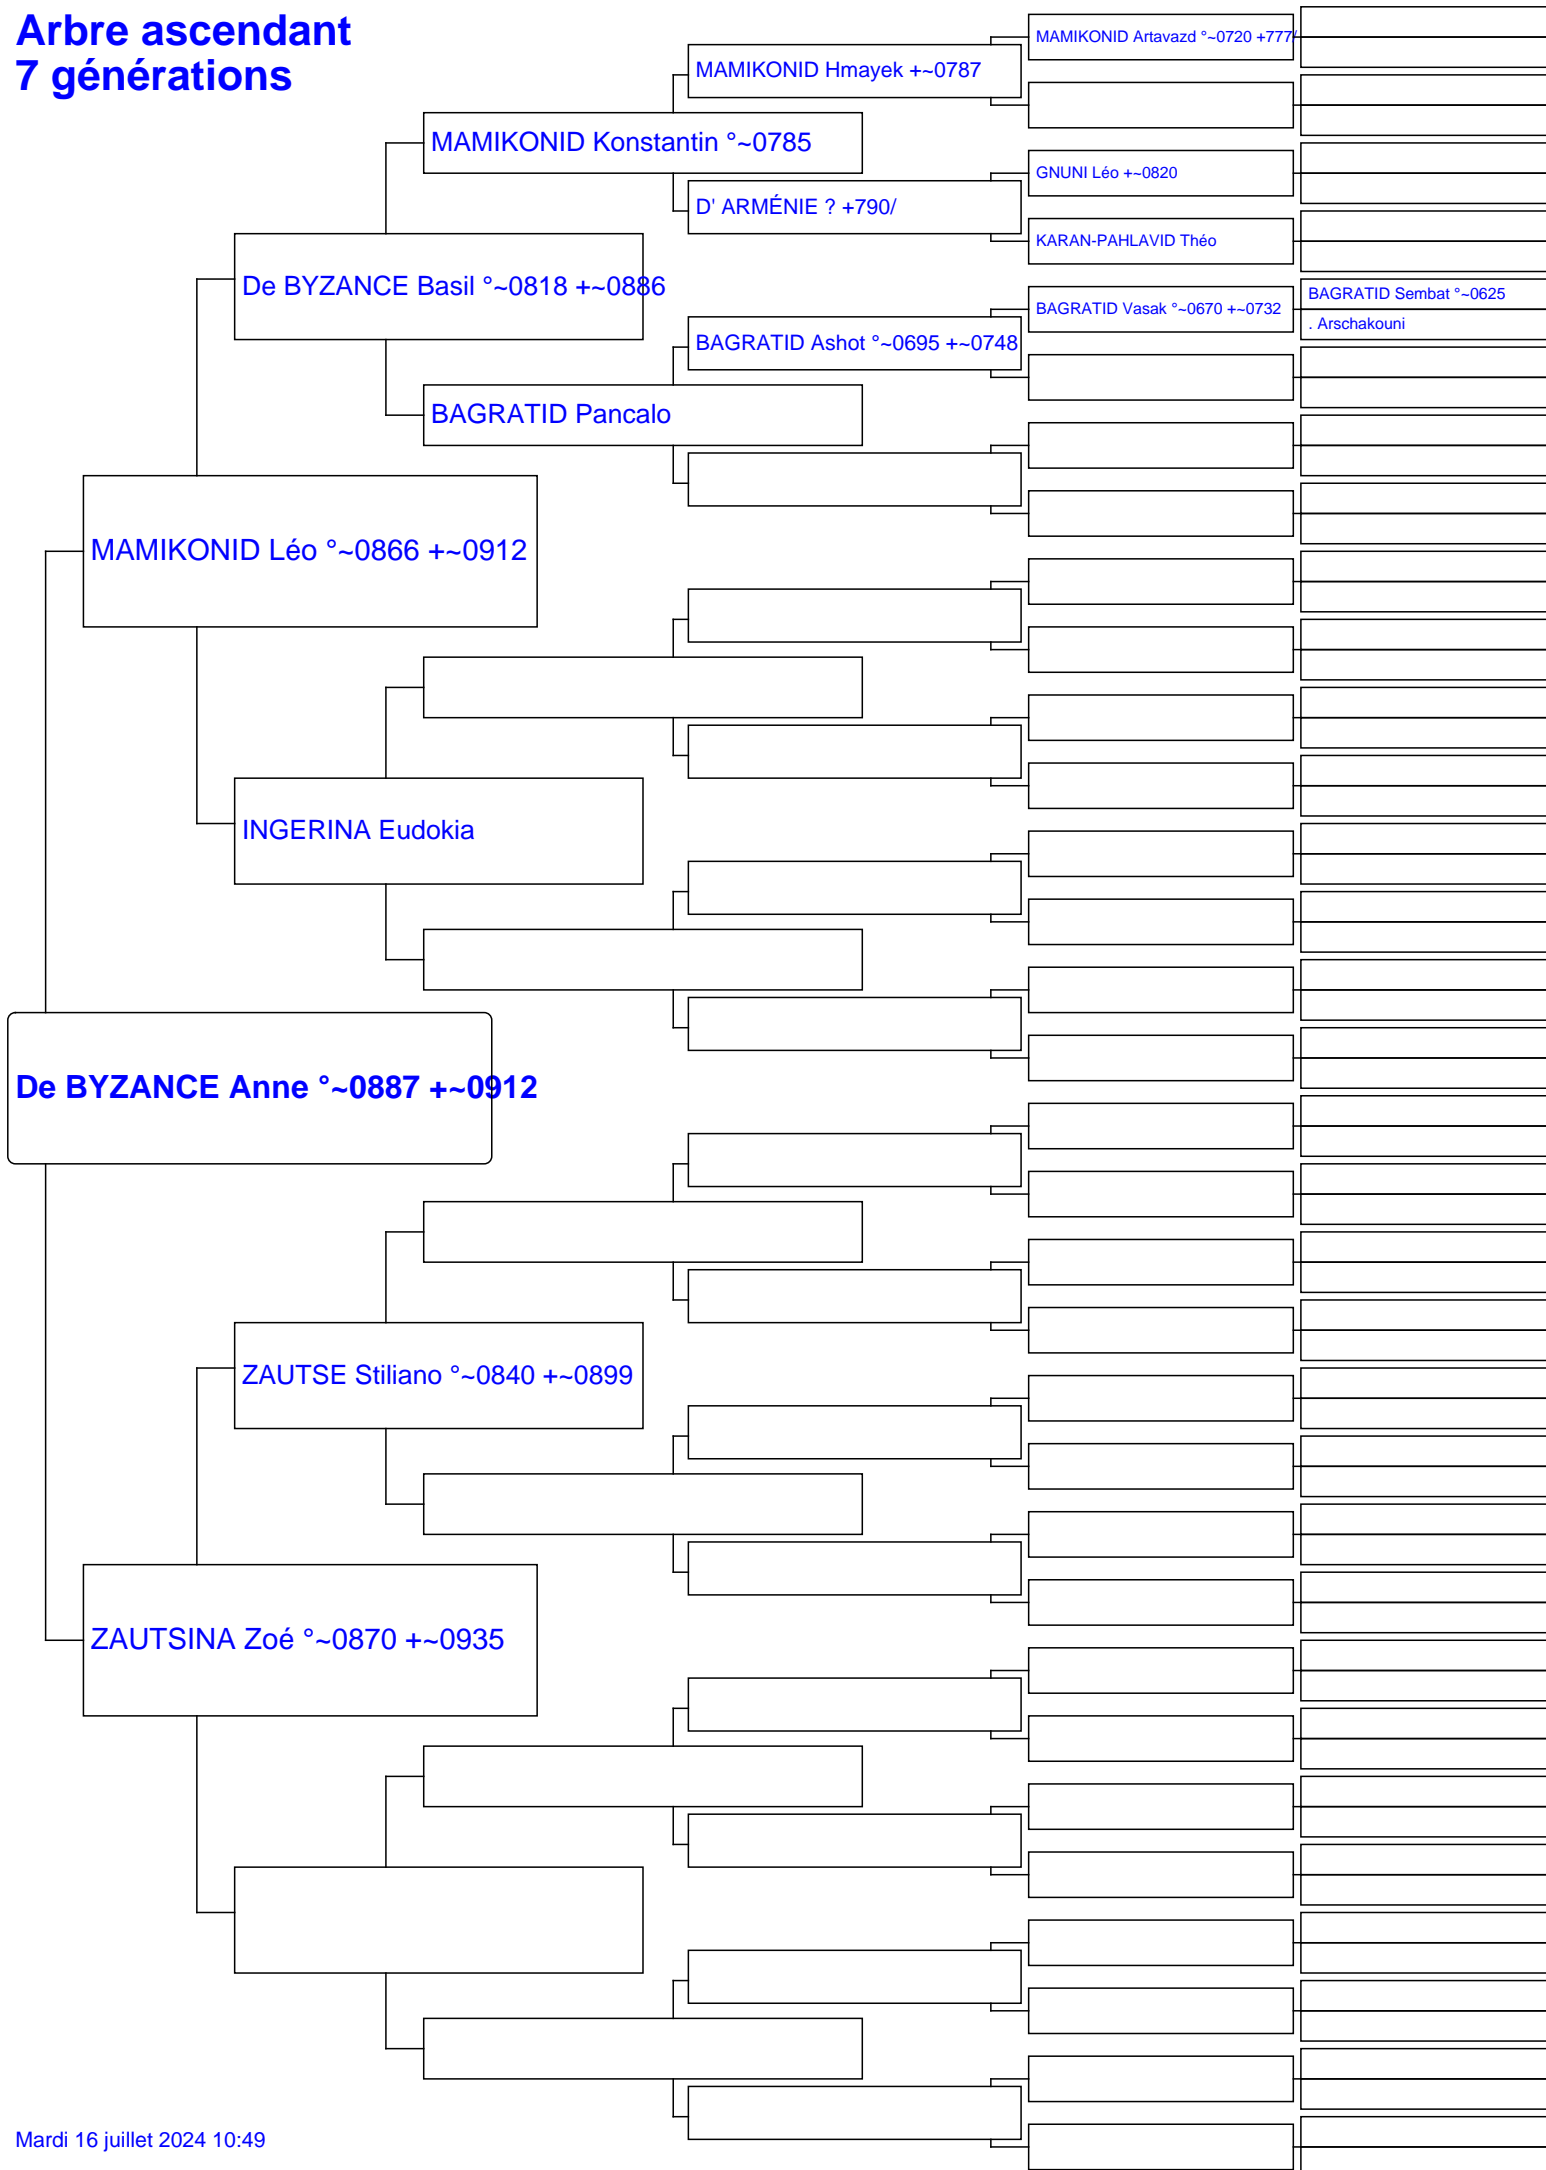 Arbre ascendant
7 générations
MAMIKONID Artavazd °~0720 +777/
MAMIKONID Hmayek +~0787
MAMIKONID Konstantin °~0785
GNUNI Léo +~0820
D' ARMÉNIE ? +790/
KARAN-PAHLAVID Théo
De BYZANCE Basil °~0818 +~0886
BAGRATID Sembat °~0625
BAGRATID Vasak °~0670 +~0732
. Arschakouni
BAGRATID Ashot °~0695 +~0748
BAGRATID Pancalo
MAMIKONID Léo °~0866 +~0912
INGERINA Eudokia
De BYZANCE Anne °~0887 +~0912
ZAUTSE Stiliano °~0840 +~0899
ZAUTSINA Zoé °~0870 +~0935
Mardi 16 juillet 2024 10:49